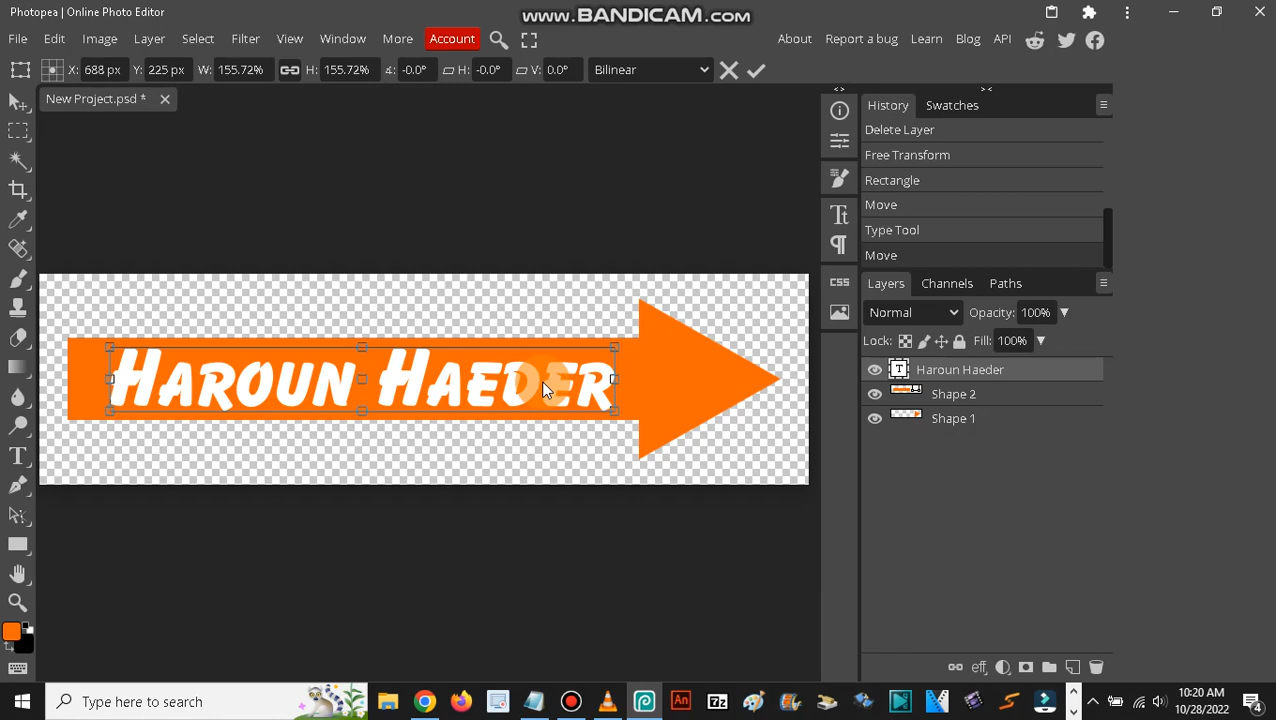 Photopea | Online Photo Editor
www.BANDICAM.com
File Edit Image Layer Select Filter View Window More Account
About Report a bug Learn Blog API
X: 688 px Y: 225 px W: 155.72% H: 155.72% -0.0° H: -0.0° V: 0.0° Bilinear
New Project.psd *
History Swatches
Delete Layer
Free Transform
Rectangle
Move
Type Tool
Move
Layers Channels Paths
Normal Opacity: 100%
Lock: Fill: 100%
T Haroun Haeder
Shape 2
Shape 1
Haroun Haeder
CSS
eff
Type here to search
An
7z
10:20 AM
10/28/2022
4